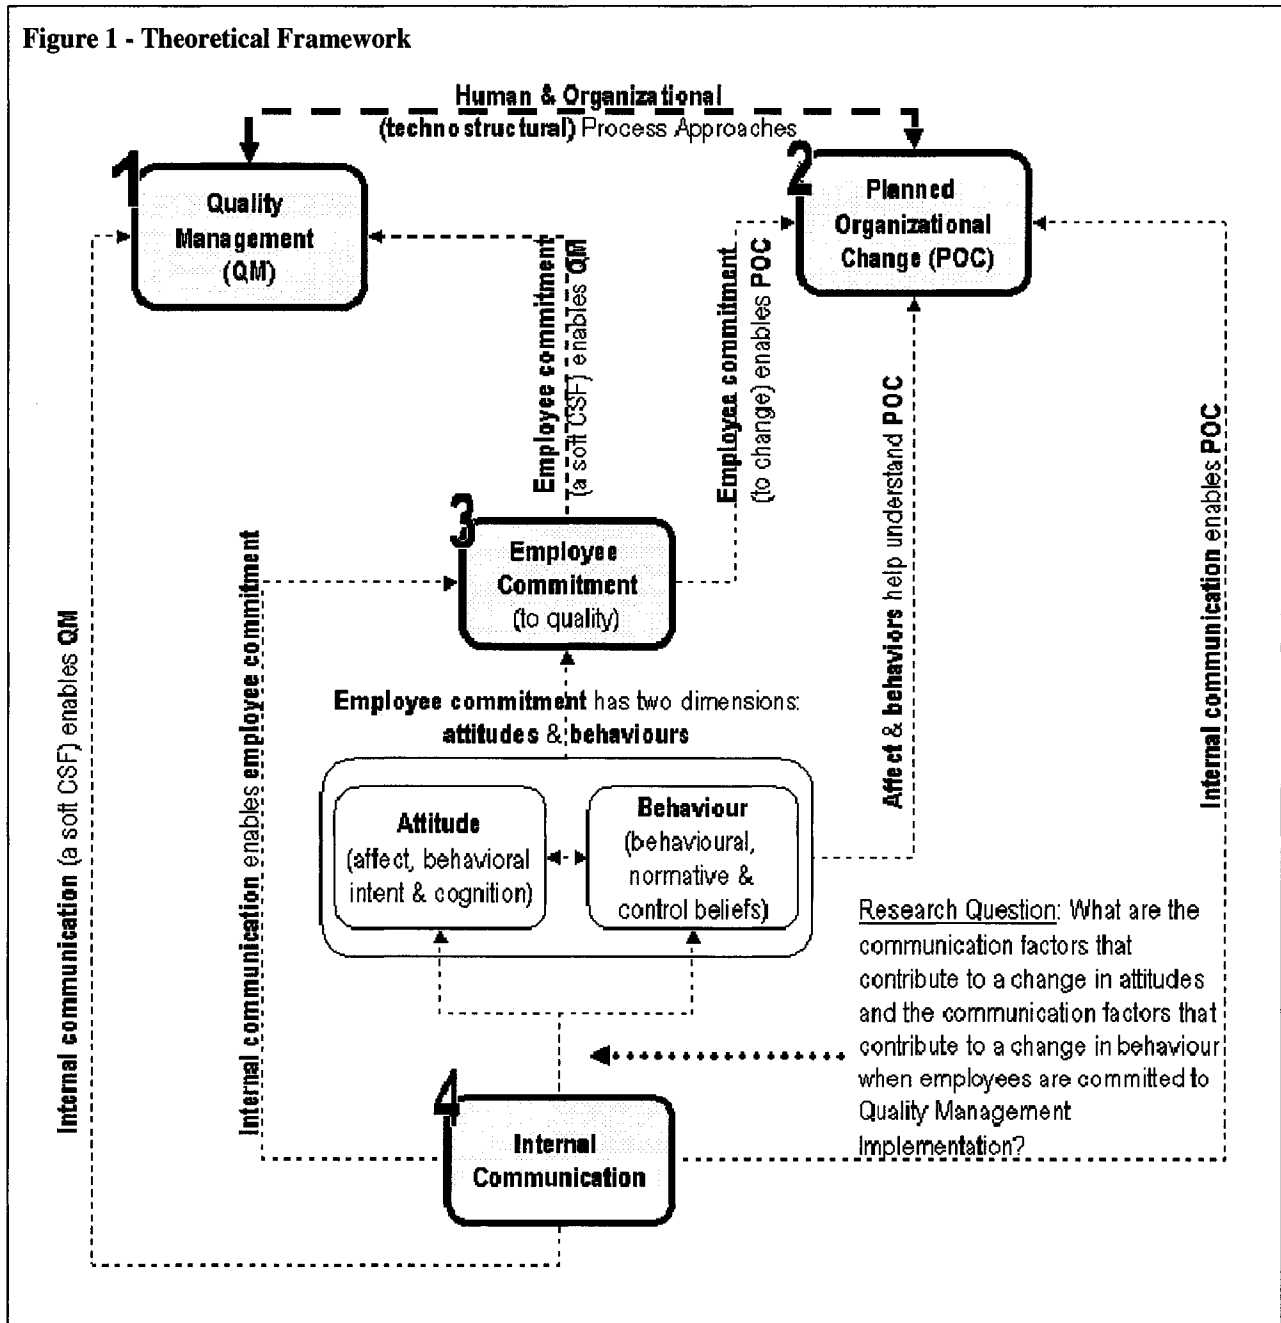 Figure 1 - Theoretical Framework
Human & Organizational
(technostructural) Process Approaches
1
Quality
Management
(QM)
2
Planned
Organizational
Change (POC)
Employee commitment
(a soft CSF) enables QM
Employee commitment
(to change) enables POC
3
Employee
Commitment
(to quality)
Internal communication (a soft CSF) enables QM
Internal communication enables employee commitment
Affect & behaviors help understand POC
Internal communication enables POC
Employee commitment has two dimensions:
attitudes & behaviours
Attitude
(affect, behavioral
intent & cognition)
Behaviour
(behavioural,
normative &
control beliefs)
Research Question: What are the
communication factors that
contribute to a change in attitudes
and the communication factors that
contribute to a change in behaviour
when employees are committed to
Quality Management
Implementation?
4
Internal
Communication